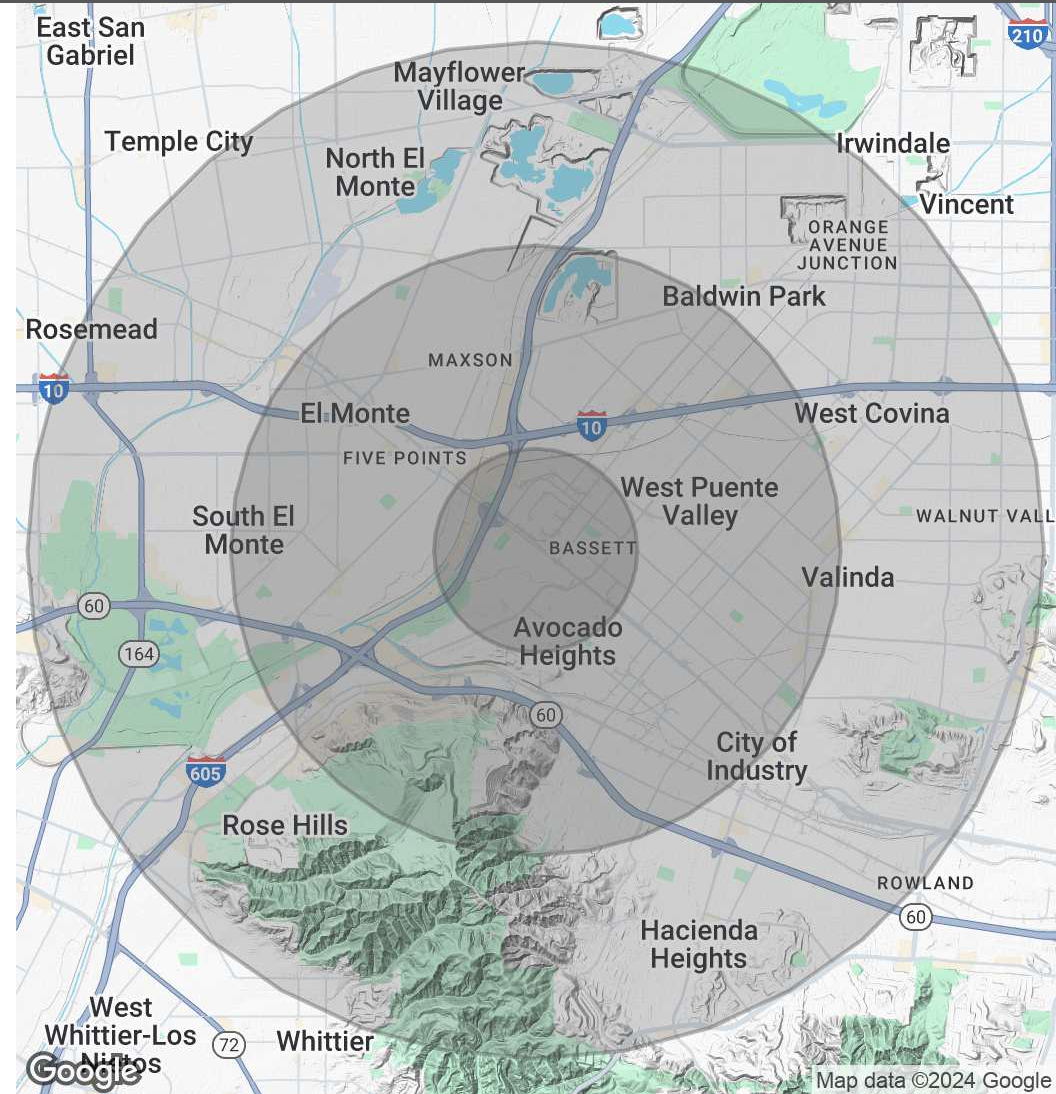 East San
Gabriel
210
Mayflower
Village
Temple City
North El
Monte
Irwindale
Vincent
ORANGE
AVENUE
JUNCTION
Baldwin Park
Rosemead
MAXSON
10
El Monte
10
West Covina
FIVE POINTS
West Puente
Valley
South El
Monte
WALNUT VALL
BASSETT
Valinda
60
Avocado
Heights
164
60
City of
Industry
605
Rose Hills
ROWLAND
60
Hacienda
Heights
West
Whittier-Los
Nietos
72
Whittier
Google
Map data ©2024 Google